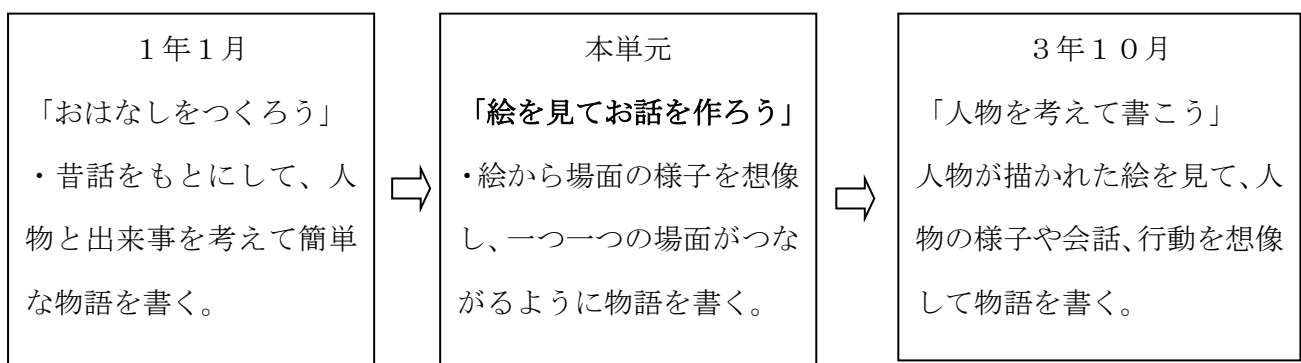 １年１月
「おはなしをつくろう」
・昔話をもとにして、人
物と出来事を考えて簡単
な物語を書く。
本単元
「絵を見てお話を作ろう」
・絵から場面の様子を想像
し、一つ一つの場面がつな
がるように物語を書く。
３年１０月
「人物を考えて書こう」
人物が描かれた絵を見て、人
物の様子や会話、行動を想像
して物語を書く。